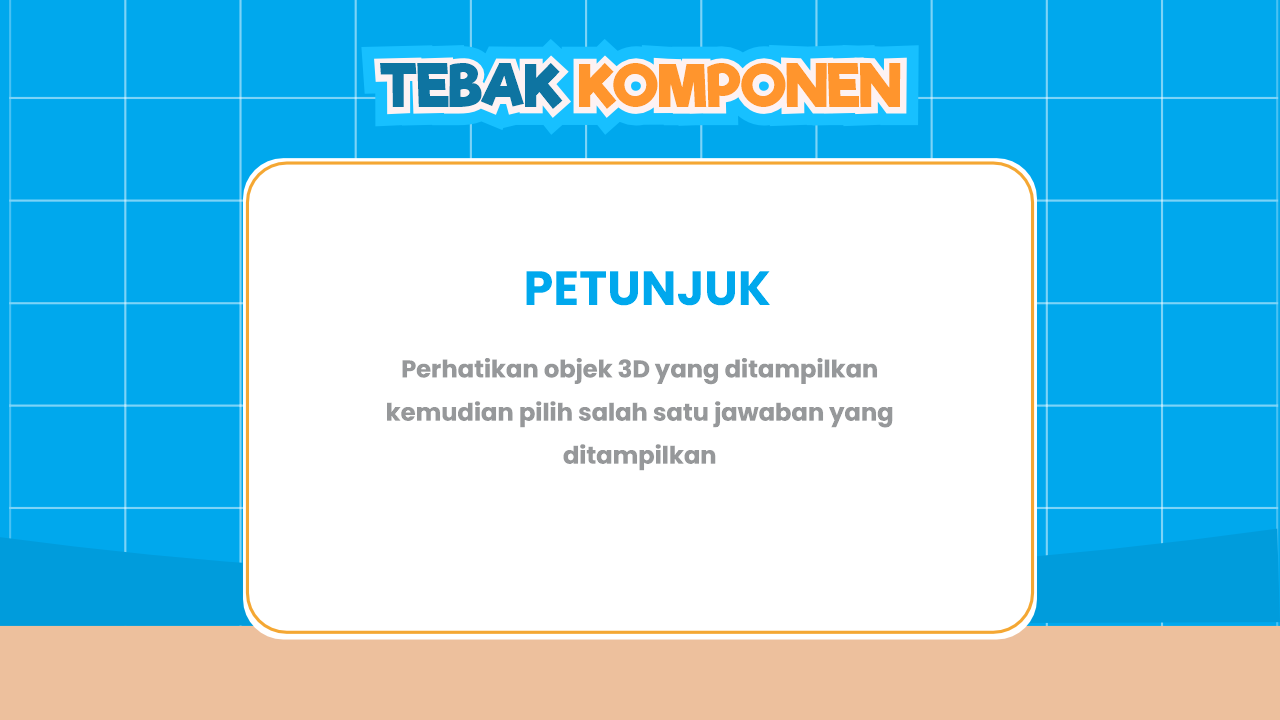 TEBAK KOMPONEN
PETUNJUK
Perhatikan objek 3D yang ditampilkan
kemudian pilih salah satu jawaban yang
ditampilkan